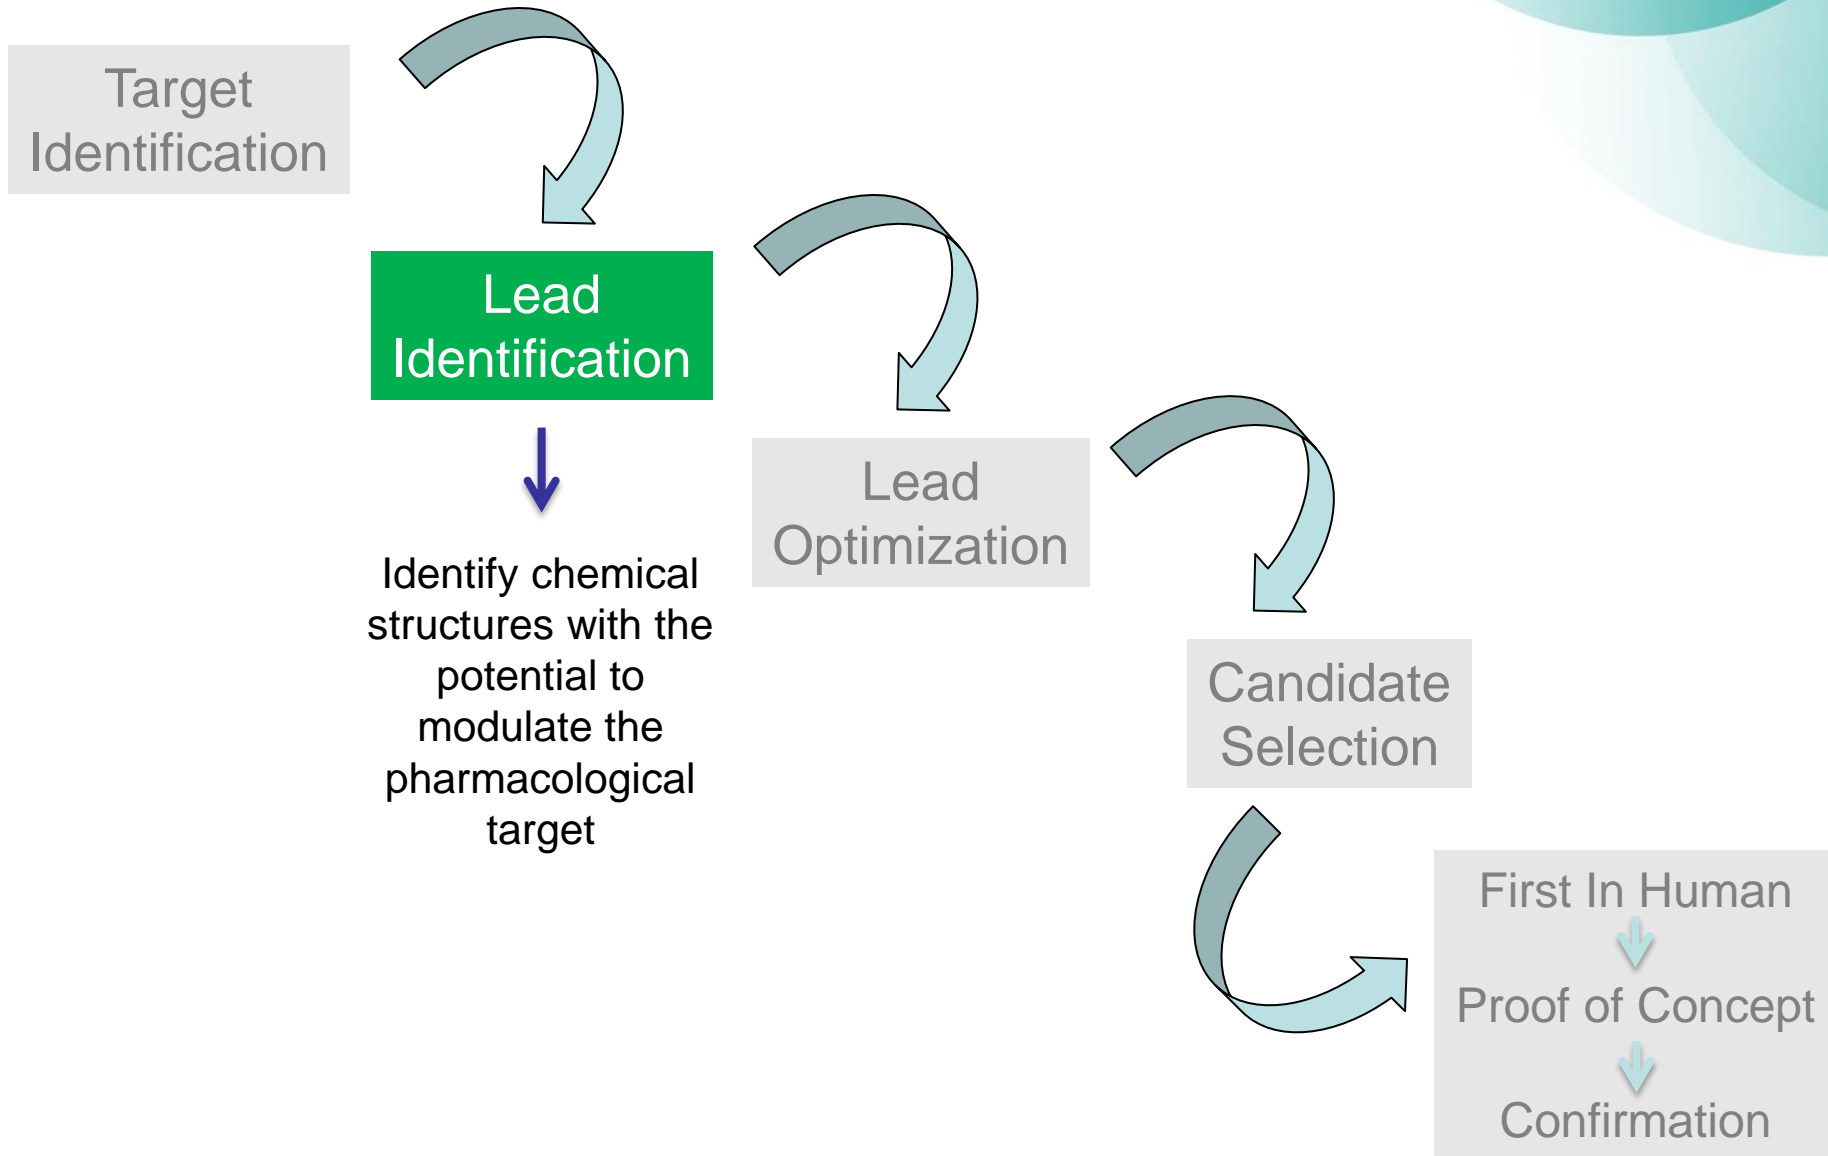 Target
Identification
Lead
Identification
Identify chemical
structures with the
potential to
modulate the
pharmacological
target
Lead
Optimization
Candidate
Selection
First In Human
Proof of Concept
Confirmation